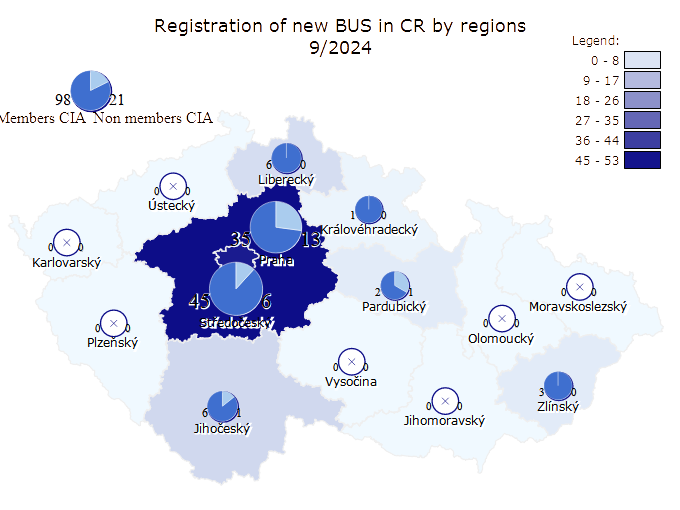 Registration of new BUS in CR by regions
9/2024
Legend:
0 - 8
9 - 17
18 - 26
27 - 35
36 - 44
45 - 53
98 21
Members CIA Non members CIA
6 0
Liberecký
0 0
Ústecký
1 0
Královéhradecký
35 13
Praha
0 0
Karlovarský
45 6
Středočeský
2 1
Pardubický
0 0
Moravskoslezský
0 0
Plzeňský
0 0
Olomoucký
0 0
Vysočina
3 0
Zlínský
6 1
Jihočeský
0 0
Jihomoravský